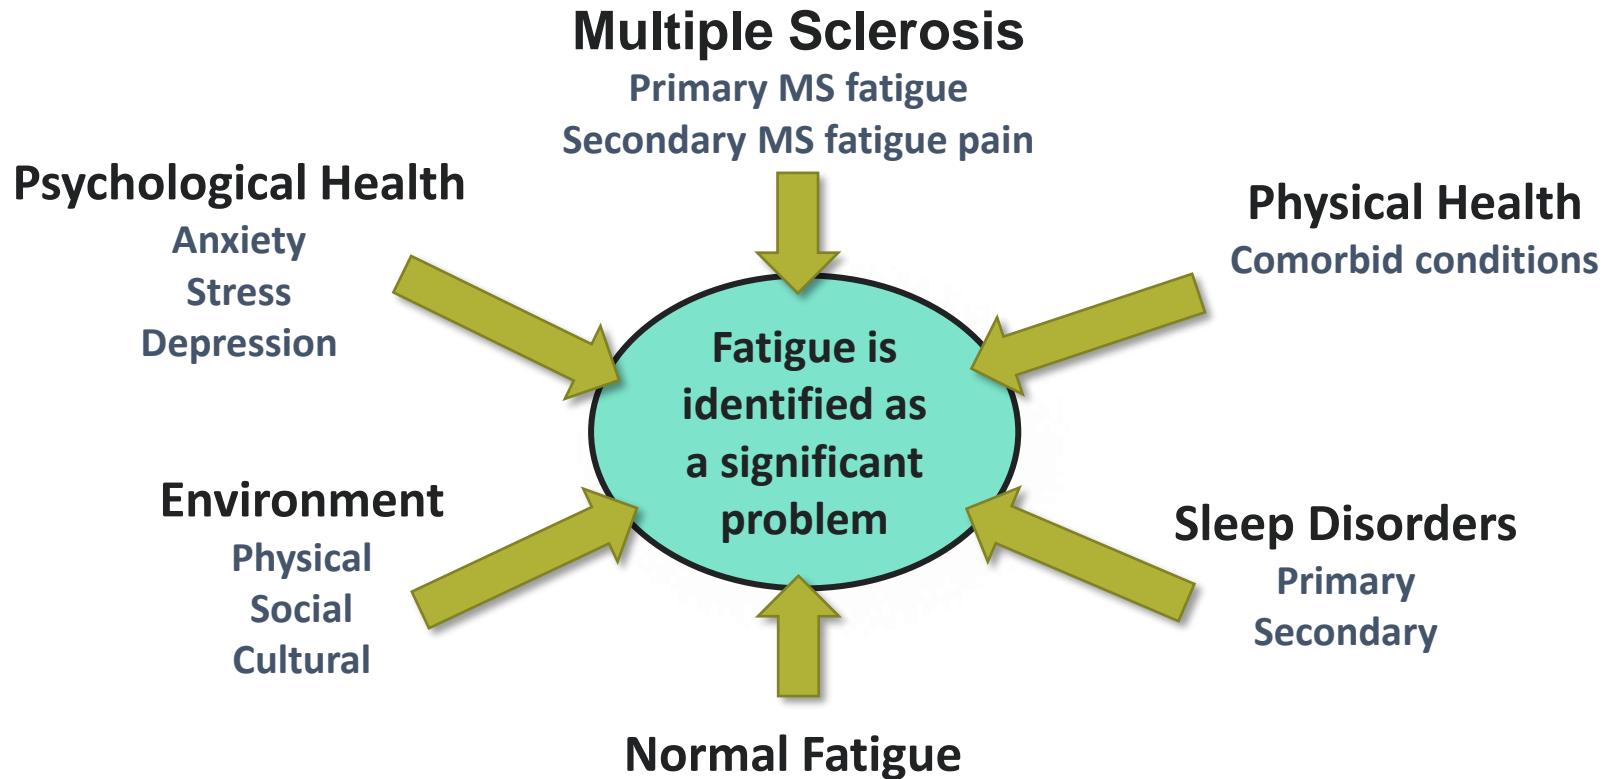 Multiple Sclerosis
Primary MS fatigue
Secondary MS fatigue pain
Psychological Health
Anxiety
Stress
Depression
Physical Health
Comorbid conditions
Fatigue is
identified as
a significant
problem
Environment
Physical
Social
Cultural
Sleep Disorders
Primary
Secondary
Normal Fatigue